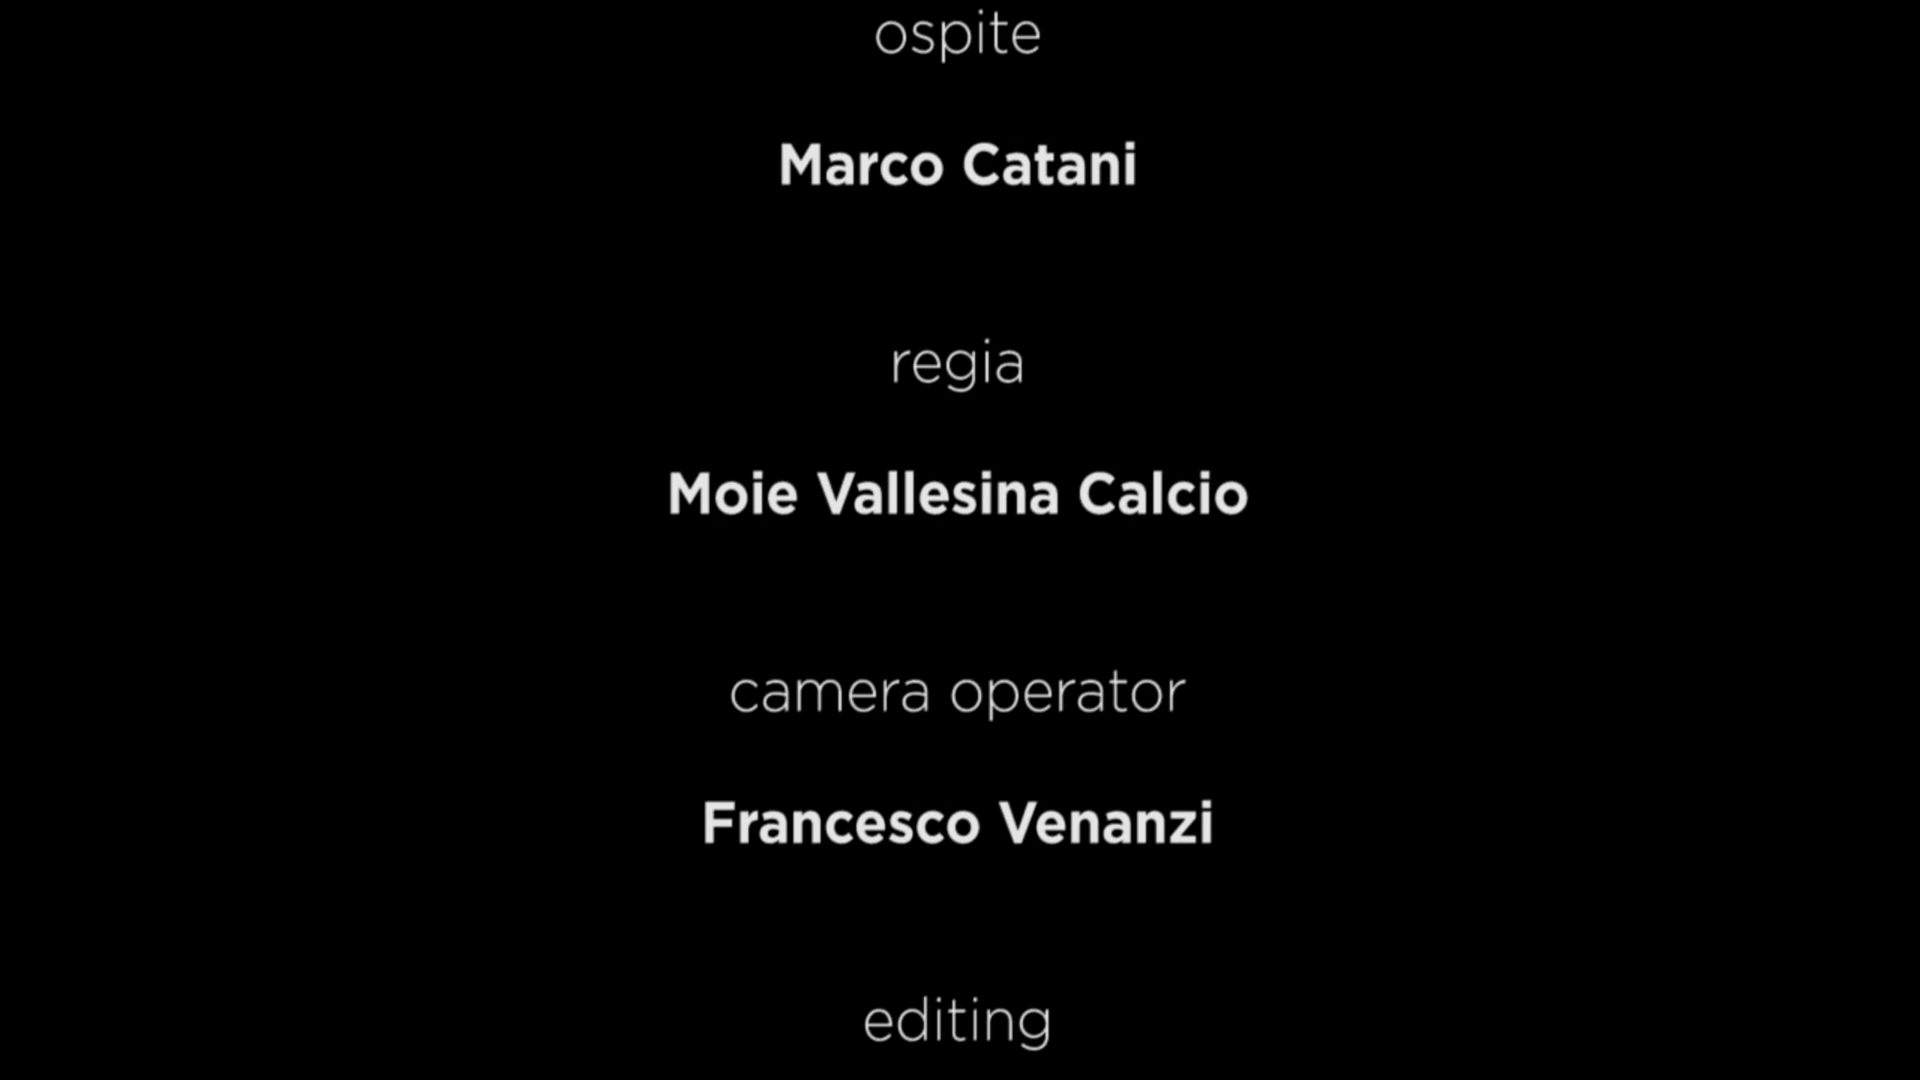 ospite
Marco Catani
regia
Moie Vallesina Calcio
camera operator
Francesco Venanzi
editing